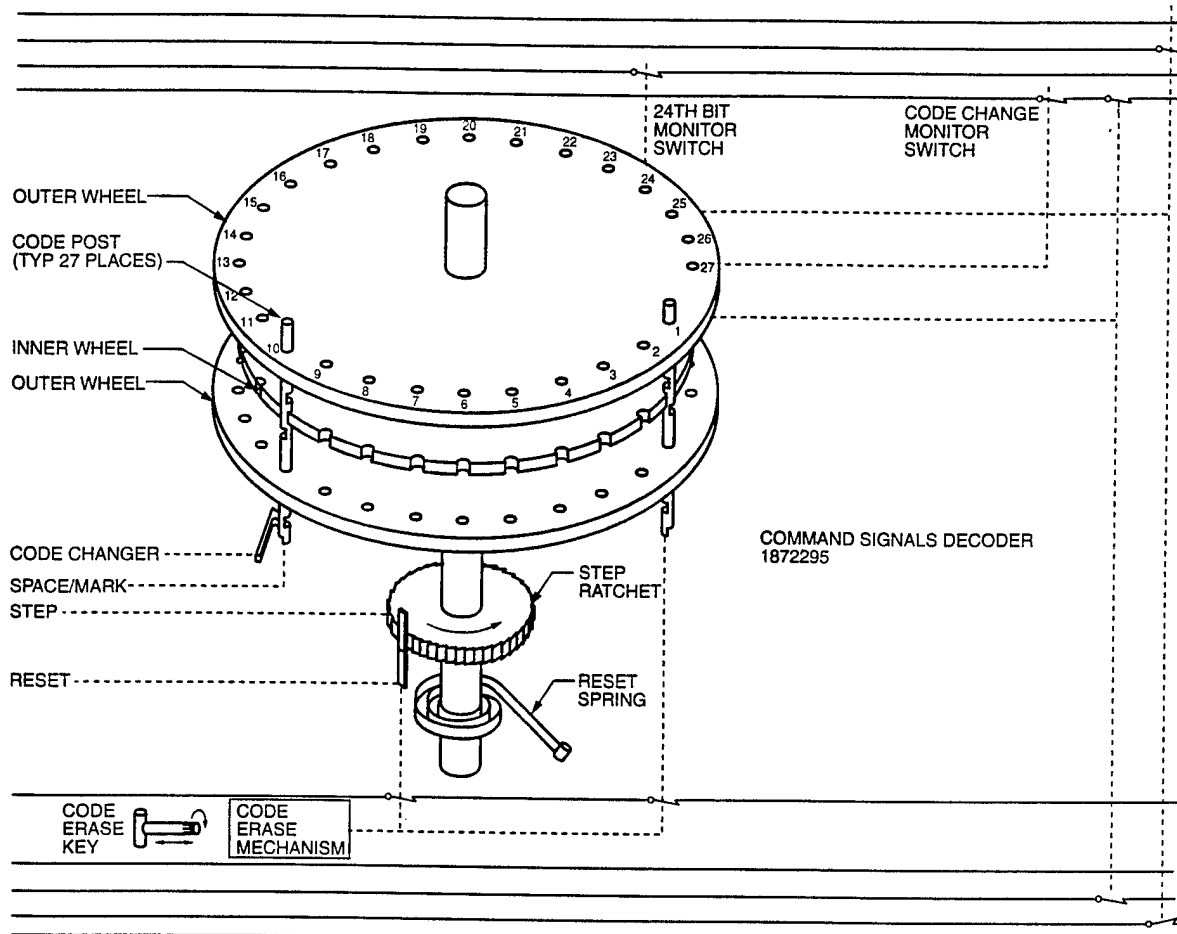 24TH BIT
MONITOR
SWITCH
CODE CHANGE
MONITOR
SWITCH
OUTER WHEEL
CODE POST
(TYP 27 PLACES)
INNER WHEEL
OUTER WHEEL
20
19
21
18
22
17
23
16
24
15
25
14
26
13
27
12
11
1
10
2
9
3
8
4
7
6
5
CODE CHANGER
SPACE/MARK
STEP
RESET
COMMAND SIGNALS DECODER
1872295
STEP
RATCHET
RESET
SPRING
CODE
ERASE
KEY
CODE
ERASE
MECHANISM